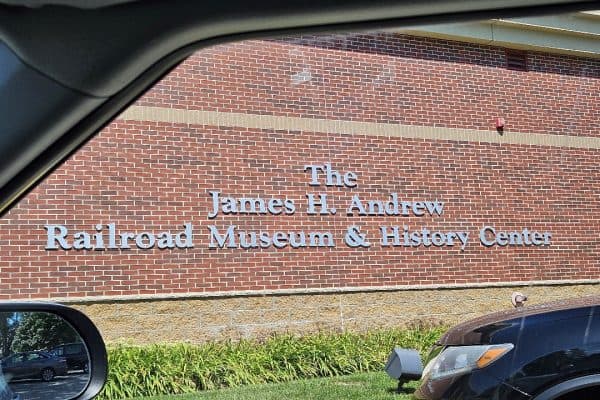 The
James H. Andrew
Railroad Museum & History Center